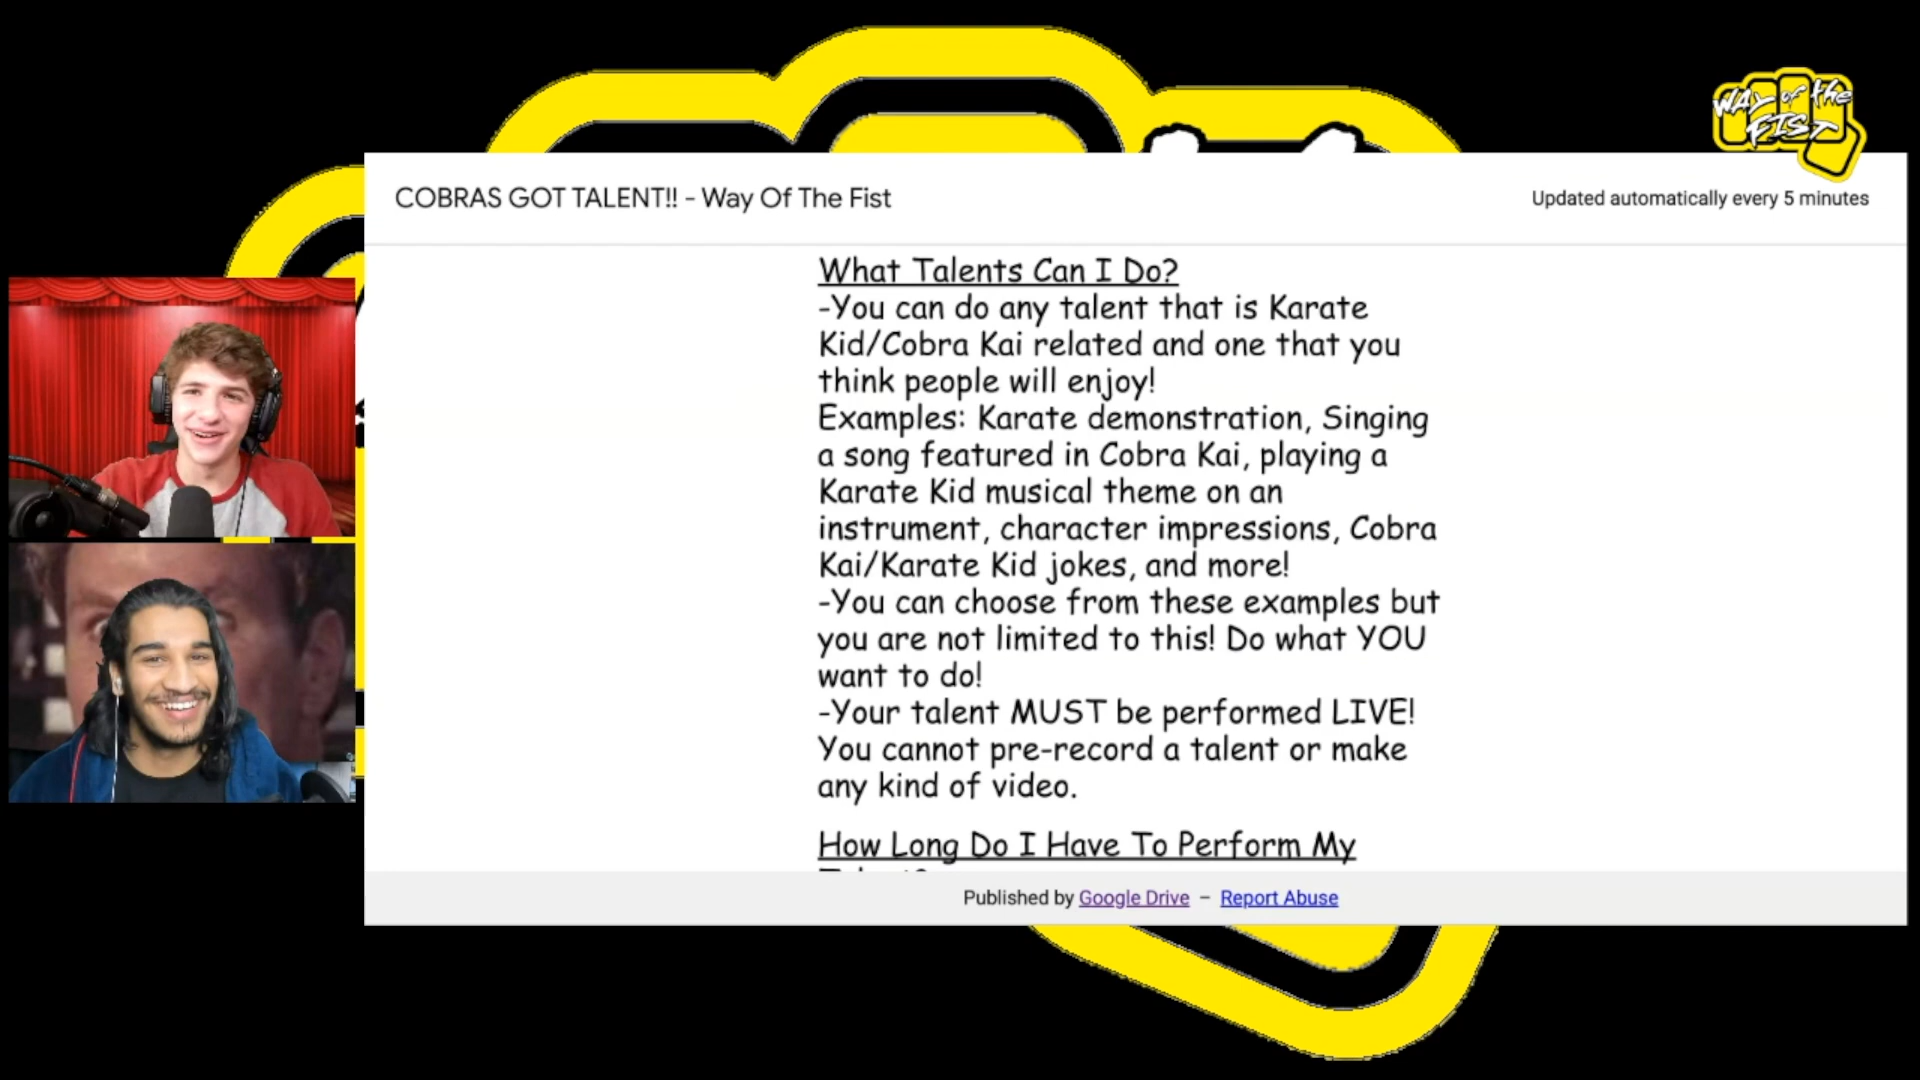 WAY of the
FIST
COBRAS GOT TALENT!! - Way Of The Fist
Updated automatically every 5 minutes
What Talents Can I Do?
-You can do any talent that is Karate
Kid/Cobra Kai related and one that you
think people will enjoy!
Examples: Karate demonstration, Singing
a song featured in Cobra Kai, playing a
Karate Kid musical theme on an
instrument, character impressions, Cobra
Kai/Karate Kid jokes, and more!
-You can choose from these examples but
you are not limited to this! Do what YOU
want to do!
-Your talent MUST be performed LIVE!
You cannot pre-record a talent or make
any kind of video.
How Long Do I Have To Perform My
Published by Google Drive – Report Abuse